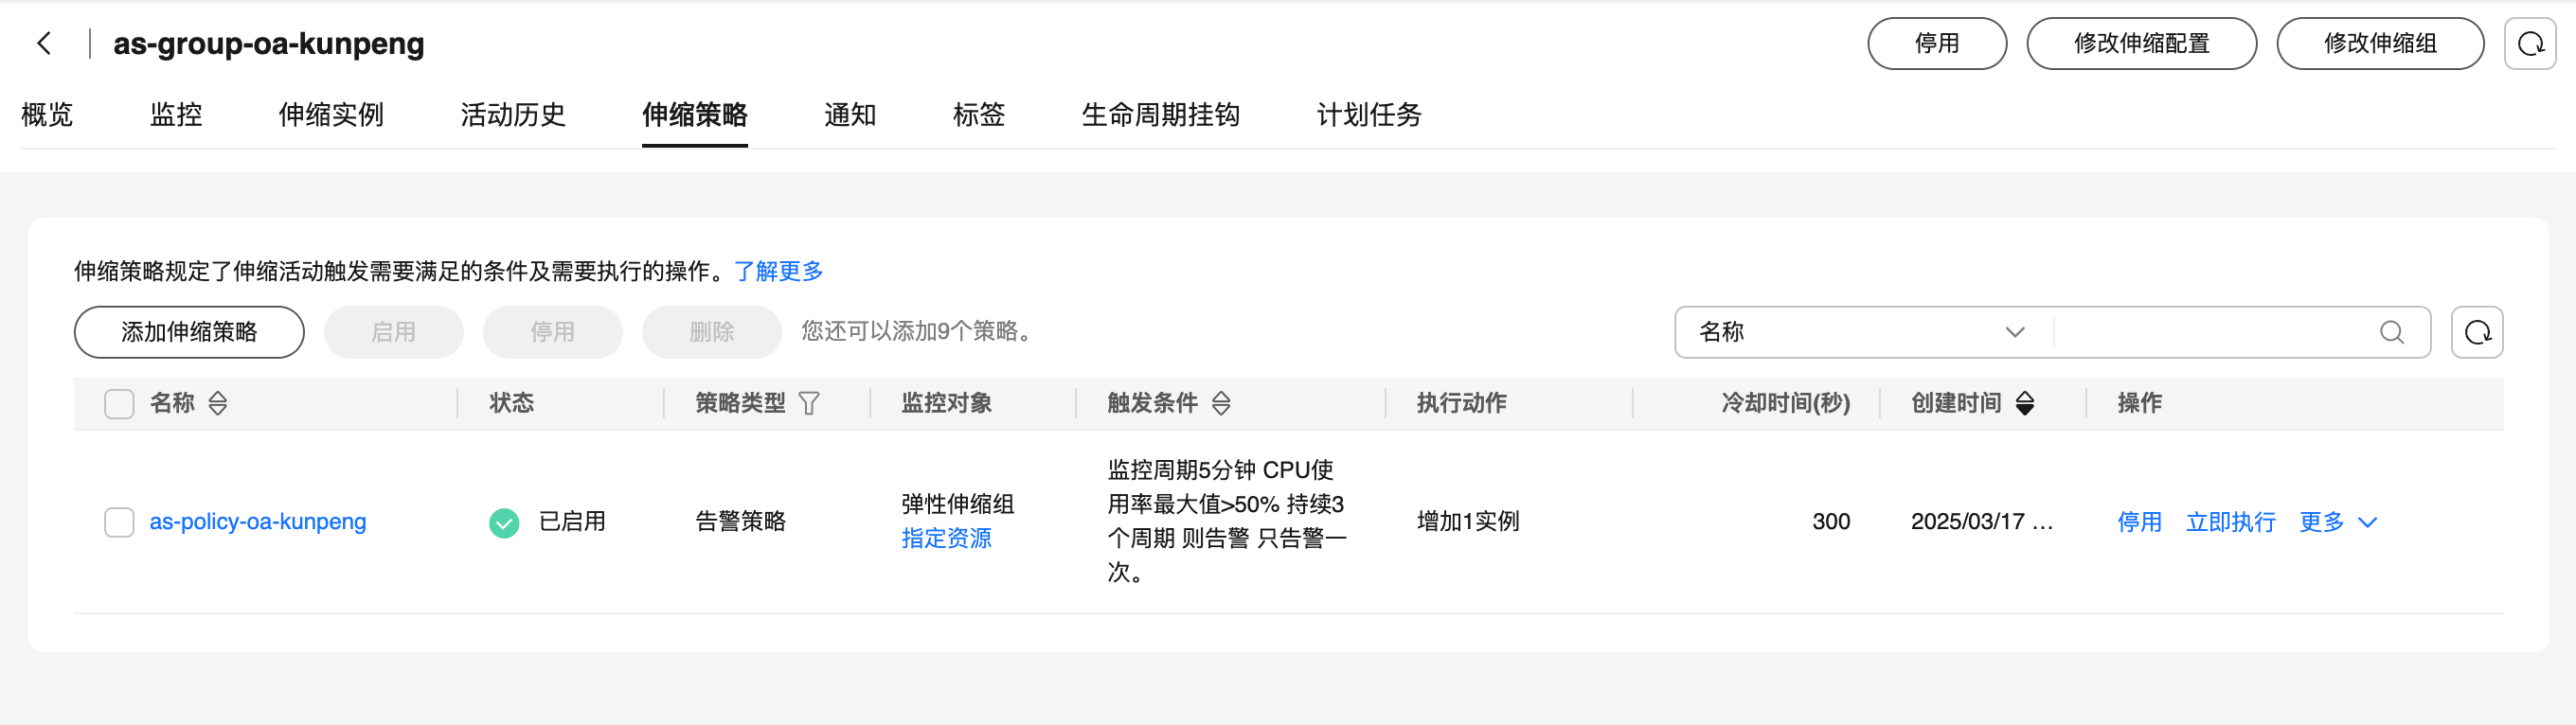 as-group-oa-kunpeng
停用
修改伸缩配置
修改伸缩组
概览
监控
伸缩实例
活动历史
伸缩策略
通知
标签
生命周期挂钩
计划任务
伸缩策略规定了伸缩活动触发需要满足的条件及需要执行的操作。了解更多
添加伸缩策略
启用
停用
删除
您还可以添加9个策略。
名称
名称
状态
策略类型
监控对象
触发条件
执行动作
冷却时间(秒)
创建时间
操作
as-policy-oa-kunpeng
已启用
告警策略
弹性伸缩组
指定资源
监控周期5分钟 CPU使
用率最大值>50% 持续3
个周期 则告警 只告警一
次。
增加1实例
300
2025/03/17 ...
停用
立即执行
更多